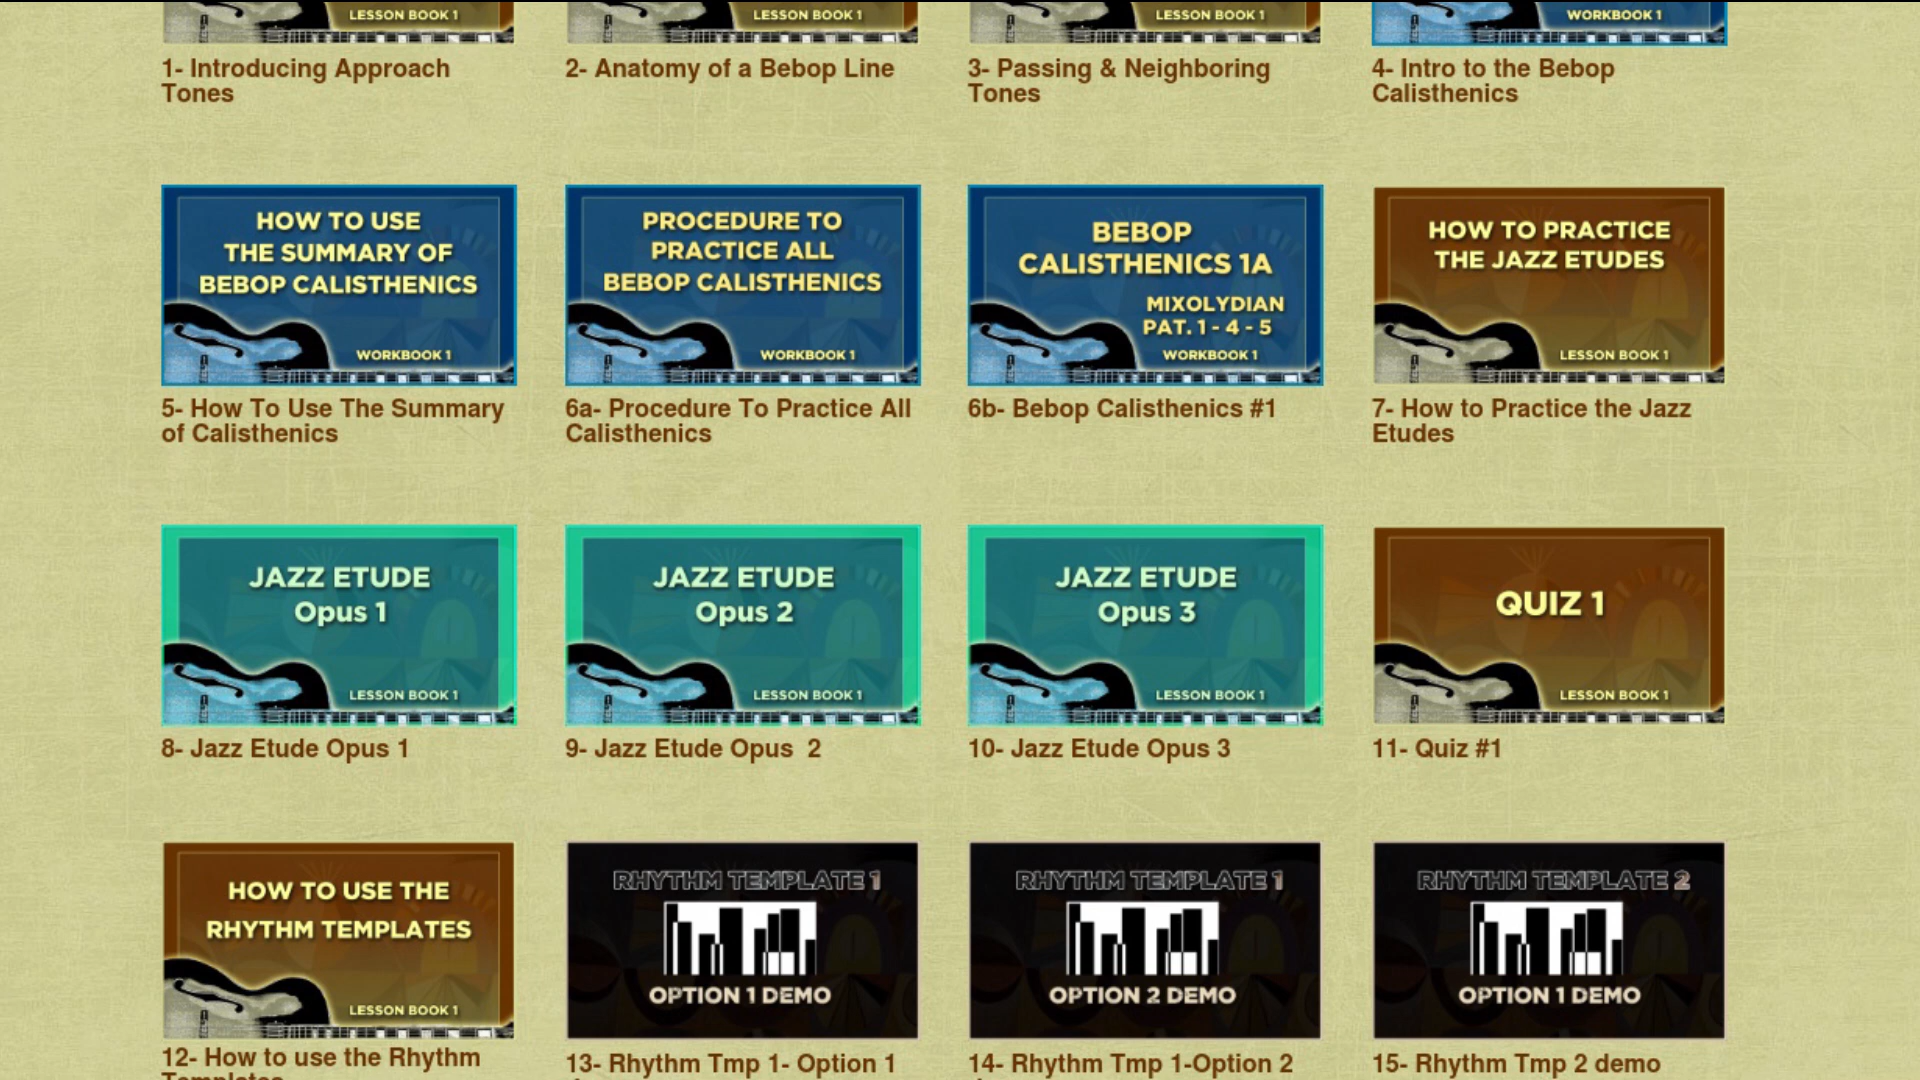 LESSON BOOK 1
LESSON BOOK 1
LESSON BOOK 1
WORKBOOK 1
1- Introducing Approach
Tones
2- Anatomy of a Bebop Line
3- Passing & Neighboring
Tones
4- Intro to the Bebop
Calisthenics
HOW TO USE
THE SUMMARY OF
BEBOP CALISTHENICS
WORKBOOK 1
PROCEDURE TO
PRACTICE ALL
BEBOP CALISTHENICS
WORKBOOK 1
BEBOP
CALISTHENICS 1A
MIXOLYDIAN
PAT. 1 - 4 - 5
WORKBOOK 1
HOW TO PRACTICE
THE JAZZ ETUDES
LESSON BOOK 1
5- How To Use The Summary
of Calisthenics
6a- Procedure To Practice All
Calisthenics
6b- Bebop Calisthenics #1
7- How to Practice the Jazz
Etudes
JAZZ ETUDE
Opus 1
LESSON BOOK 1
JAZZ ETUDE
Opus 2
LESSON BOOK 1
JAZZ ETUDE
Opus 3
LESSON BOOK 1
QUIZ 1
LESSON BOOK 1
8- Jazz Etude Opus 1
9- Jazz Etude Opus  2
10- Jazz Etude Opus 3
11- Quiz #1
HOW TO USE THE
RHYTHM TEMPLATES
LESSON BOOK 1
RHYTHM TEMPLATE 1
OPTION 1 DEMO
RHYTHM TEMPLATE 1
OPTION 2 DEMO
RHYTHM TEMPLATE 2
OPTION 1 DEMO
12- How to use the Rhythm
Templates
13- Rhythm Tmp 1- Option 1
14- Rhythm Tmp 1-Option 2
15- Rhythm Tmp 2 demo